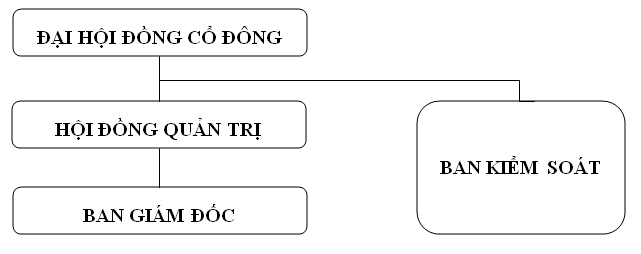 ĐẠI HỘI ĐỒNG CỔ ĐÔNG
HỘI ĐỒNG QUẢN TRỊ
BAN KIỂM SOÁT
BAN GIÁM ĐỐC